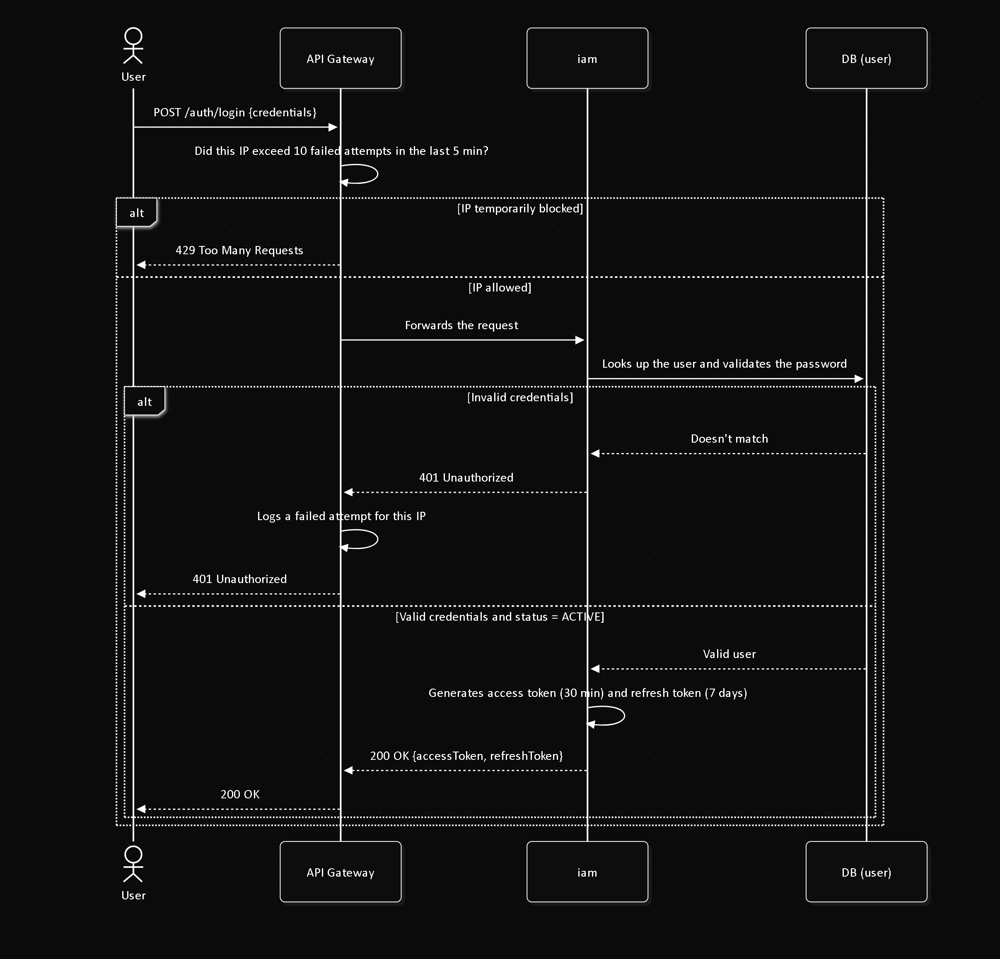 User
API Gateway
iam
DB (user)
POST /auth/login {credentials}
Did this IP exceed 10 failed attempts in the last 5 min?
alt
[IP temporarily blocked]
429 Too Many Requests
[IP allowed]
Forwards the request
Looks up the user and validates the password
alt
[Invalid credentials]
Doesn't match
401 Unauthorized
Logs a failed attempt for this IP
401 Unauthorized
[Valid credentials and status = ACTIVE]
Valid user
Generates access token (30 min) and refresh token (7 days)
200 OK {accessToken, refreshToken}
200 OK
User
API Gateway
iam
DB (user)